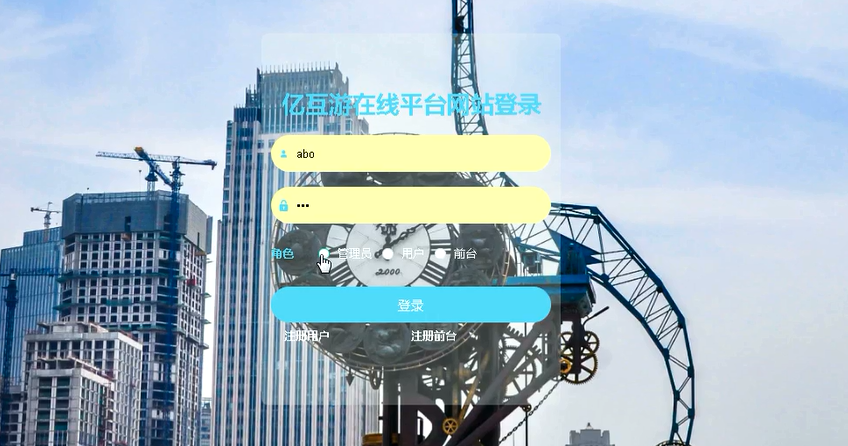 亿互游在线平台网站登录
abo
•••
角色 管理员 用户 前台
2000
登录
注册用户 注册前台